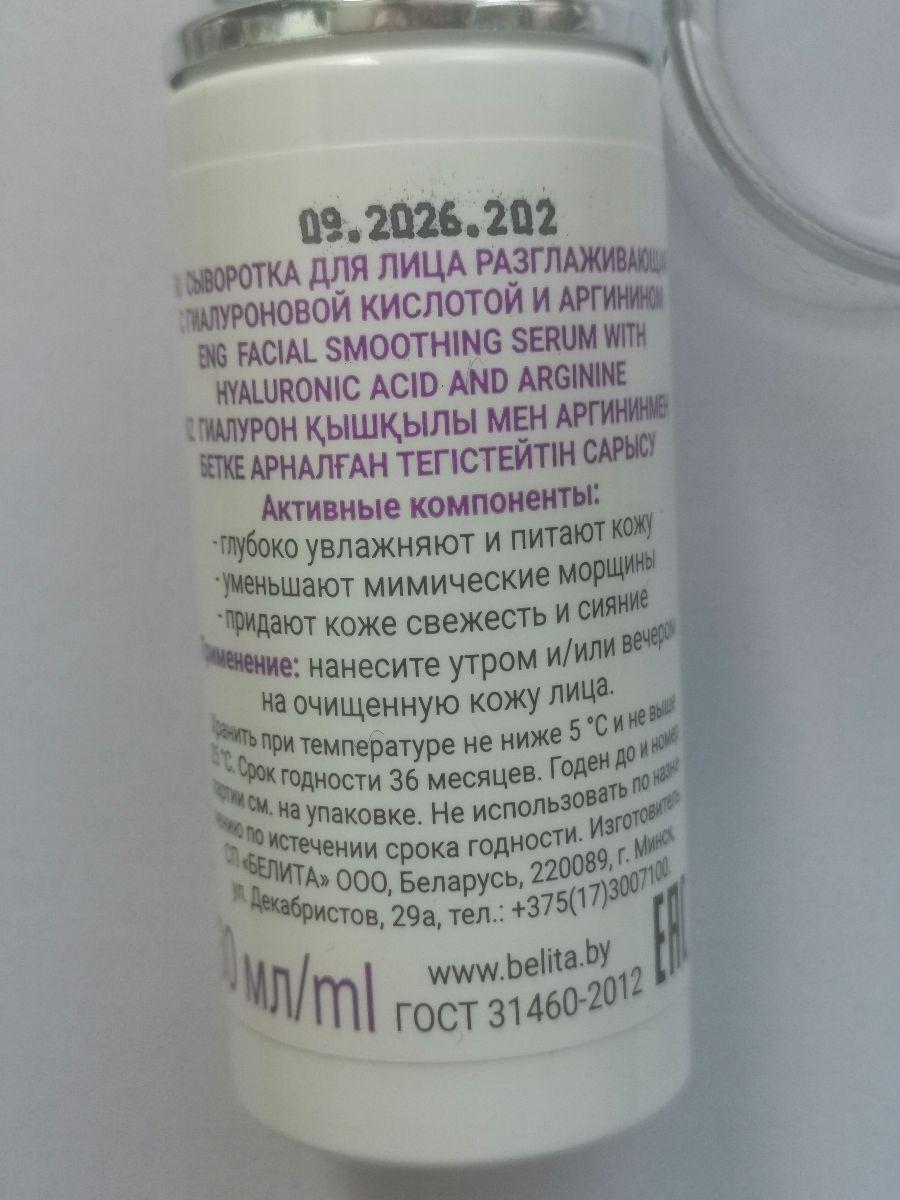 09.2026.202
СЫВОРОТКА ДЛЯ ЛИЦА РАЗГЛАЖИВАЮЩАЯ
С ГИАЛУРОНОВОЙ КИСЛОТОЙ И АРГИНИНОМ
ENG FACIAL SMOOTHING SERUM WITH
HYALURONIC ACID AND ARGININE
ГИАЛУРОН ҚЫШҚЫЛЫ МЕН АРГИНИНМЕН
БЕТКЕ АРНАЛҒАН ТЕГІСТЕЙТІН САРЫСУ
Активные компоненты:
-глубоко увлажняют и питают кожу
-уменьшают мимические морщины
-придают коже свежесть и сияние
Применение: нанесите утром и/или вечером
на очищенную кожу лица.
Хранить при температуре не ниже 5 °С и не выше
25 °С. Срок годности 36 месяцев. Годен до и номер
партии см. на упаковке. Не использовать по назна-
чению по истечении срока годности. Изготовитель
СП «БЕЛИТА» ООО, Беларусь, 220089, г. Минск,
ул. Декабристов, 29а, тел.: +375(17)3007100.
www.belita.by
мл/ml ГОСТ 31460-2012 EAC